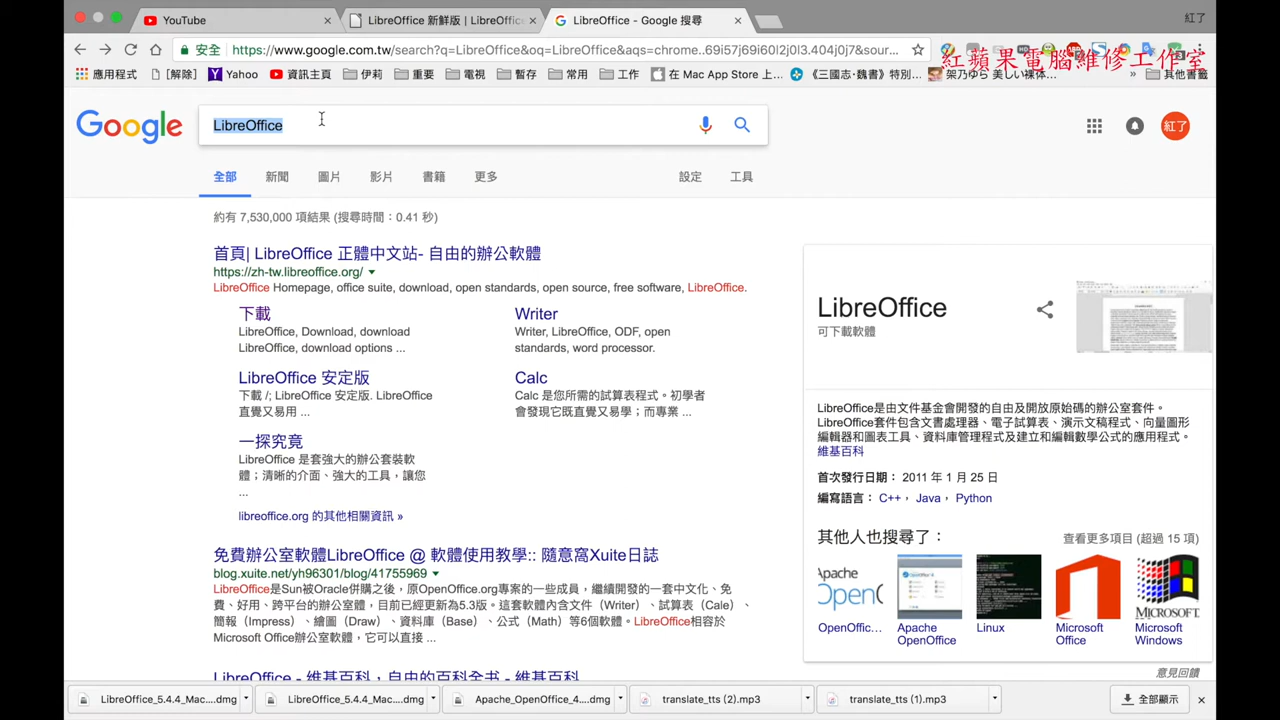 YouTube
LibreOffice 新鮮版 | LibreOffic
LibreOffice - Google 搜尋
紅了
安全
https://www.google.com.tw/search?q=LibreOffice&oq=LibreOffice&aqs=chrome..69i57j69i60l2j0l3.404j0j7&sour...
紅蘋果電腦維修工作室
應用程式
[解除]
Yahoo
資訊主頁
伊莉
重要
電視
暫存
常用
工作
在 Mac App Store 上...
《三國志·魏書》特別...
架乃ゆら 美しい裸体...
»
其他書籤
Google
LibreOffice
紅了
全部
新聞
圖片
影片
書籍
更多
設定
工具
約有 7,530,000 項結果 (搜尋時間：0.41 秒)
首頁| LibreOffice 正體中文站- 自由的辦公軟體
https://zh-tw.libreoffice.org/
LibreOffice Homepage, office suite, download, open standards, open source, free software, LibreOffice.
下載
LibreOffice, Download, download
LibreOffice, download options ...
Writer
Writer, LibreOffice, ODF, open
standards, word processor.
LibreOffice 安定版
下載 /; LibreOffice 安定版. LibreOffice
直覺又易用 ...
Calc
Calc 是您所需的試算表程式。初學者
會發現它既直覺又易學；而專業 ...
一探究竟
LibreOffice 是套強大的辦公套裝軟
體；清晰的介面、強大的工具，讓您
...
libreoffice.org 的其他相關資訊 »
免費辦公室軟體LibreOffice @ 軟體使用教學:: 隨意窩Xuite日誌
blog.xuite.net/yh96301/blog/41755969
LibreOffice是Sun被Oracle併購之後，原OpenOffice.org專案的一些成員，繼續開發的一套中文化、免
費、好用、跨平台的辦公室軟體，目前已經更新為5.3版。這套軟體內含文件（Writer）、試算表（Calc）
簡報（Impress）、繪圖（Draw）、資料庫（Base）、公式（Math）等6個軟體。LibreOffice相容於
Microsoft Office辦公室軟體，它可以直接 ...
LibreOffice - 維基百科，自由的百科全書 - 維基百科
LibreOffice
可下載軟體
LibreOffice是由文件基金會開發的自由及開放原始碼的辦公室套件。
LibreOffice套件包含文書處理器、電子試算表、演示文稿程式、向量圖形
編輯器和圖表工具、資料庫管理程式及建立和編輯數學公式的應用程式。
維基百科
首次發行日期： 2011 年 1 月 25 日
編寫語言： C++， Java， Python
其他人也搜尋了：
查看更多項目 (超過 15 項)
Apache
OpenOffic
MICROSOFT
OpenOffic...
Apache
OpenOffice
Linux
Microsoft
Office
Microsoft
Windows
意見回饋
LibreOffice_5.4.4_Mac....dmg
LibreOffice_5.4.4_Mac....dmg
Apache_OpenOffice_4....dmg
translate_tts (2).mp3
translate_tts (1).mp3
全部顯示